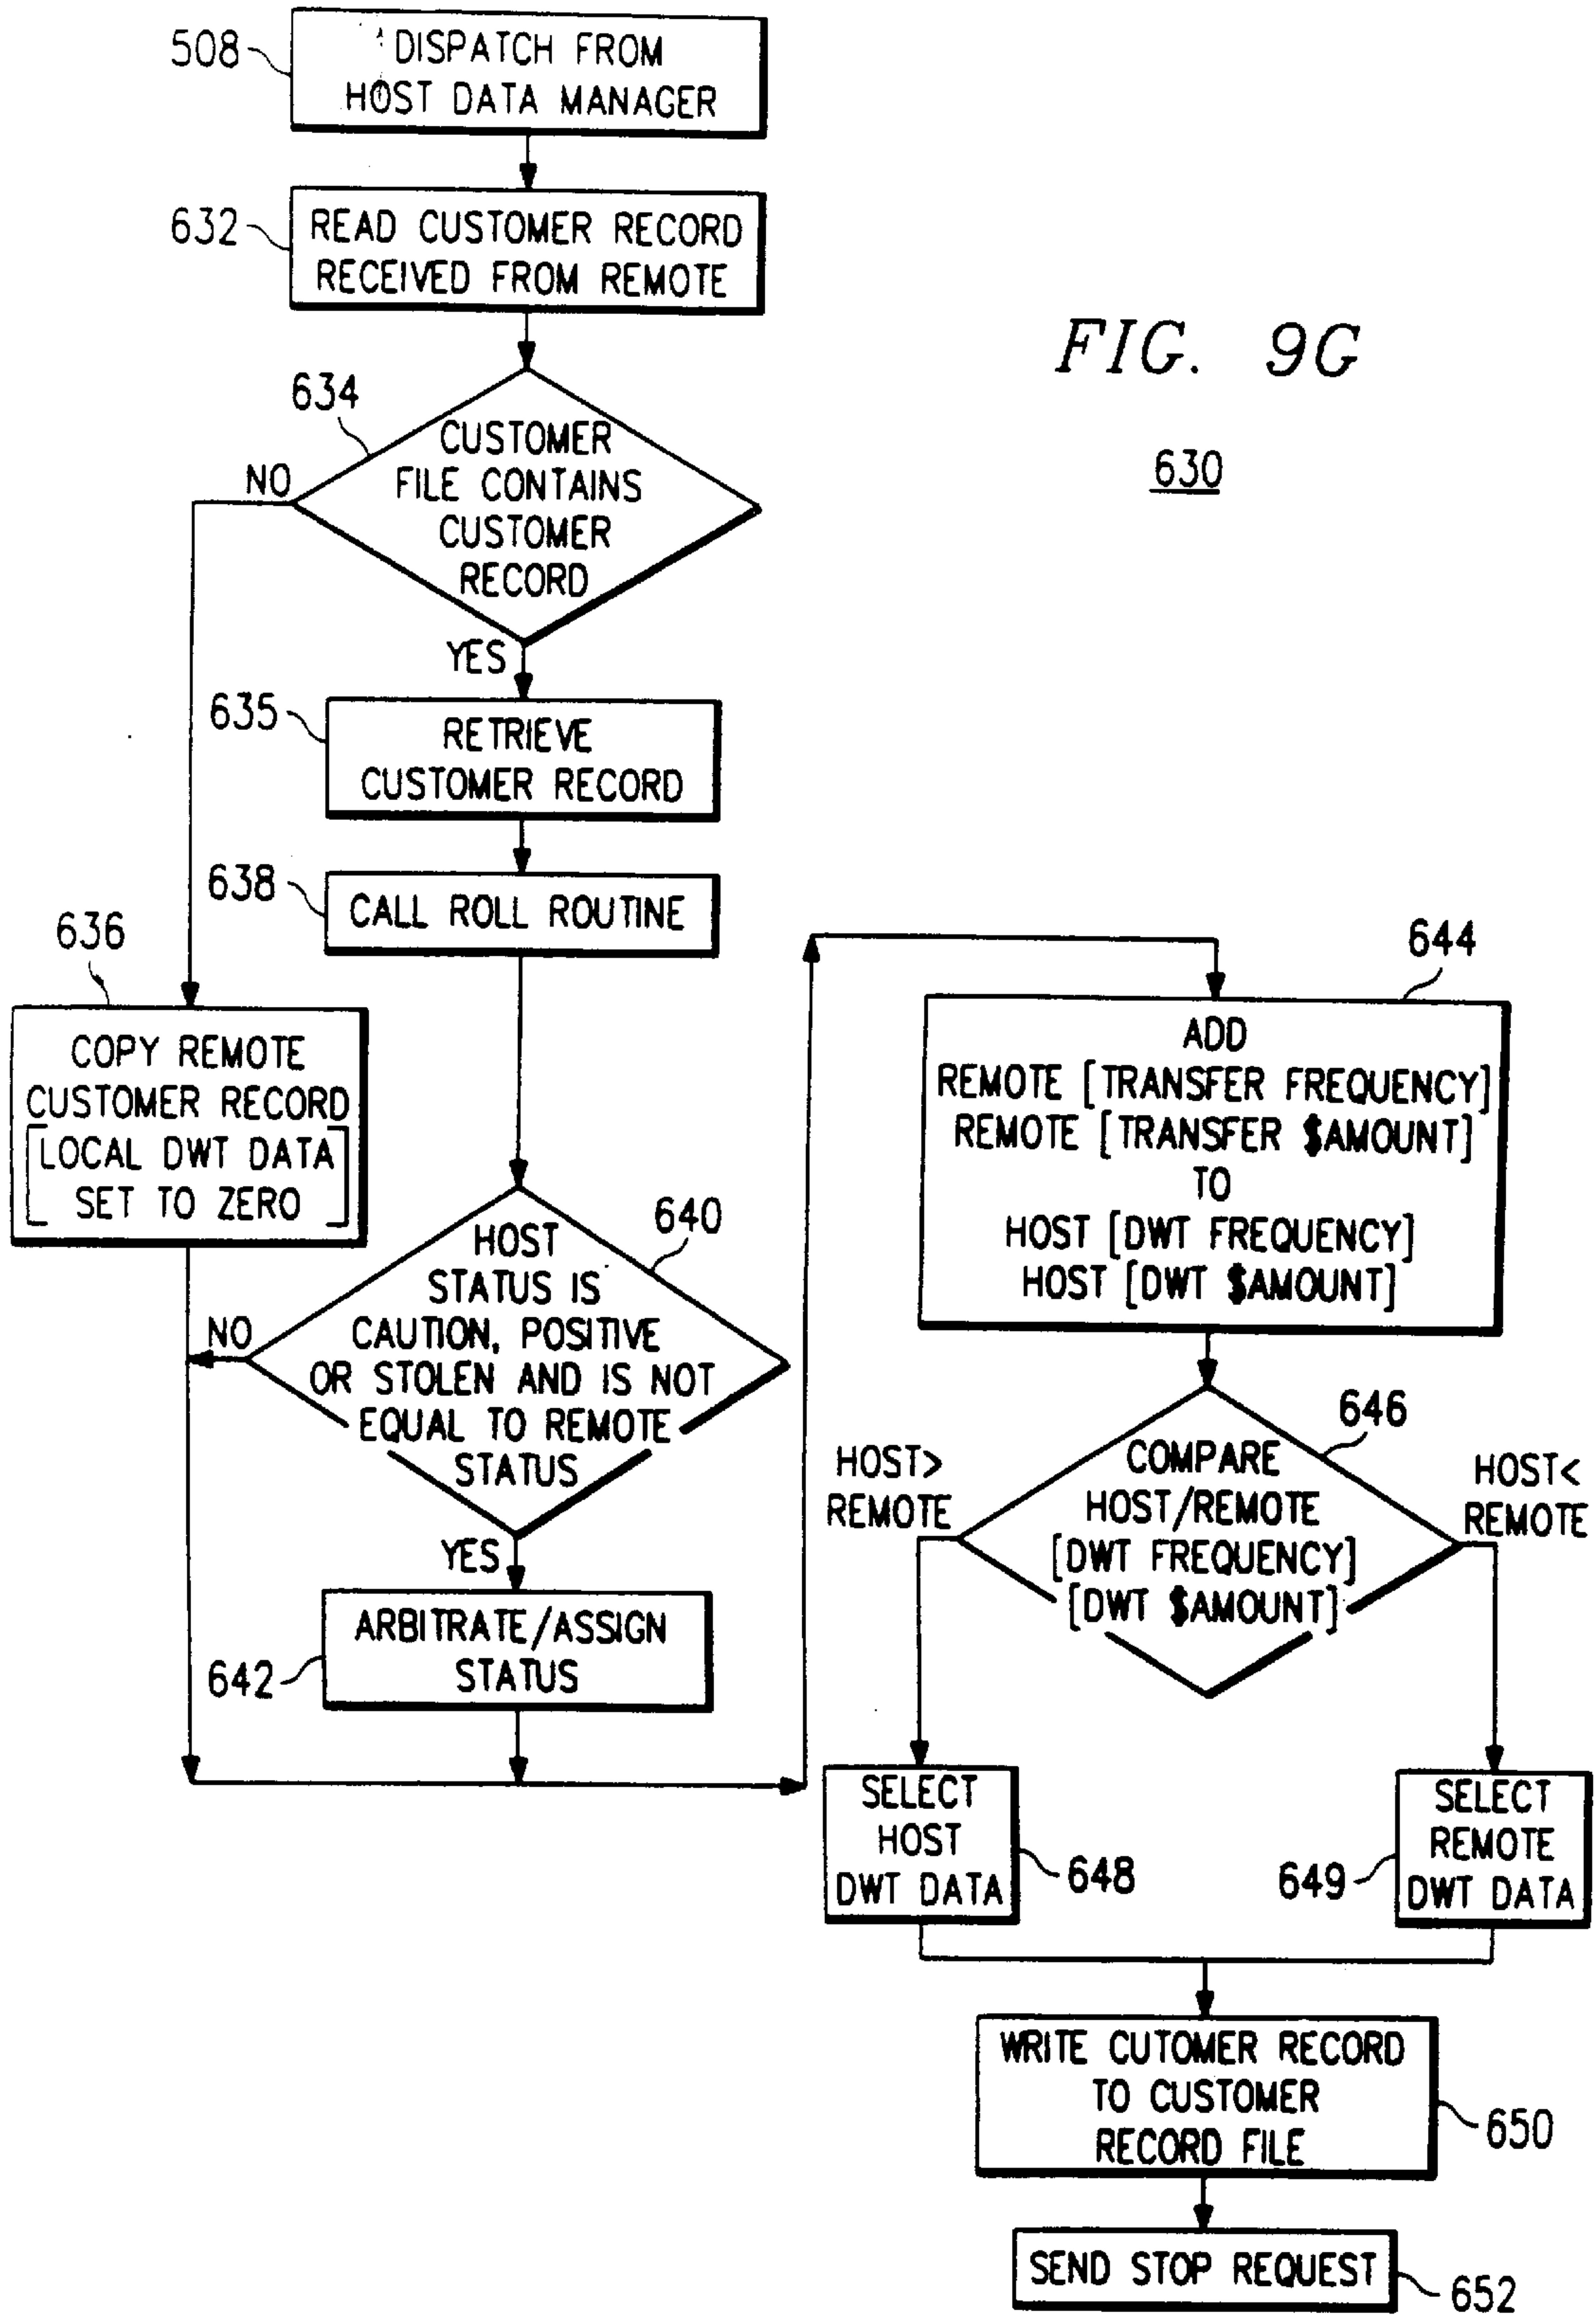 508
DISPATCH FROM
HOST DATA MANAGER
632
READ CUSTOMER RECORD
RECEIVED FROM REMOTE
FIG. 9G
630
634
CUSTOMER
FILE CONTAINS
CUSTOMER
RECORD
NO
YES
635
RETRIEVE
CUSTOMER RECORD
638
CALL ROLL ROUTINE
636
COPY REMOTE
CUSTOMER RECORD
[LOCAL DWT DATA
SET TO ZERO]
640
HOST
STATUS IS
CAUTION, POSITIVE
OR STOLEN AND IS NOT
EQUAL TO REMOTE
STATUS
NO
YES
642
ARBITRATE/ASSIGN
STATUS
644
ADD
REMOTE [TRANSFER FREQUENCY]
REMOTE [TRANSFER $AMOUNT]
TO
HOST [DWT FREQUENCY]
HOST [DWT $AMOUNT]
646
COMPARE
HOST/REMOTE
[DWT FREQUENCY]
[DWT $AMOUNT]
HOST>
REMOTE
HOST<
REMOTE
SELECT
HOST
DWT DATA
648
649
SELECT
REMOTE
DWT DATA
WRITE CUTOMER RECORD
TO CUSTOMER
RECORD FILE
650
SEND STOP REQUEST
652